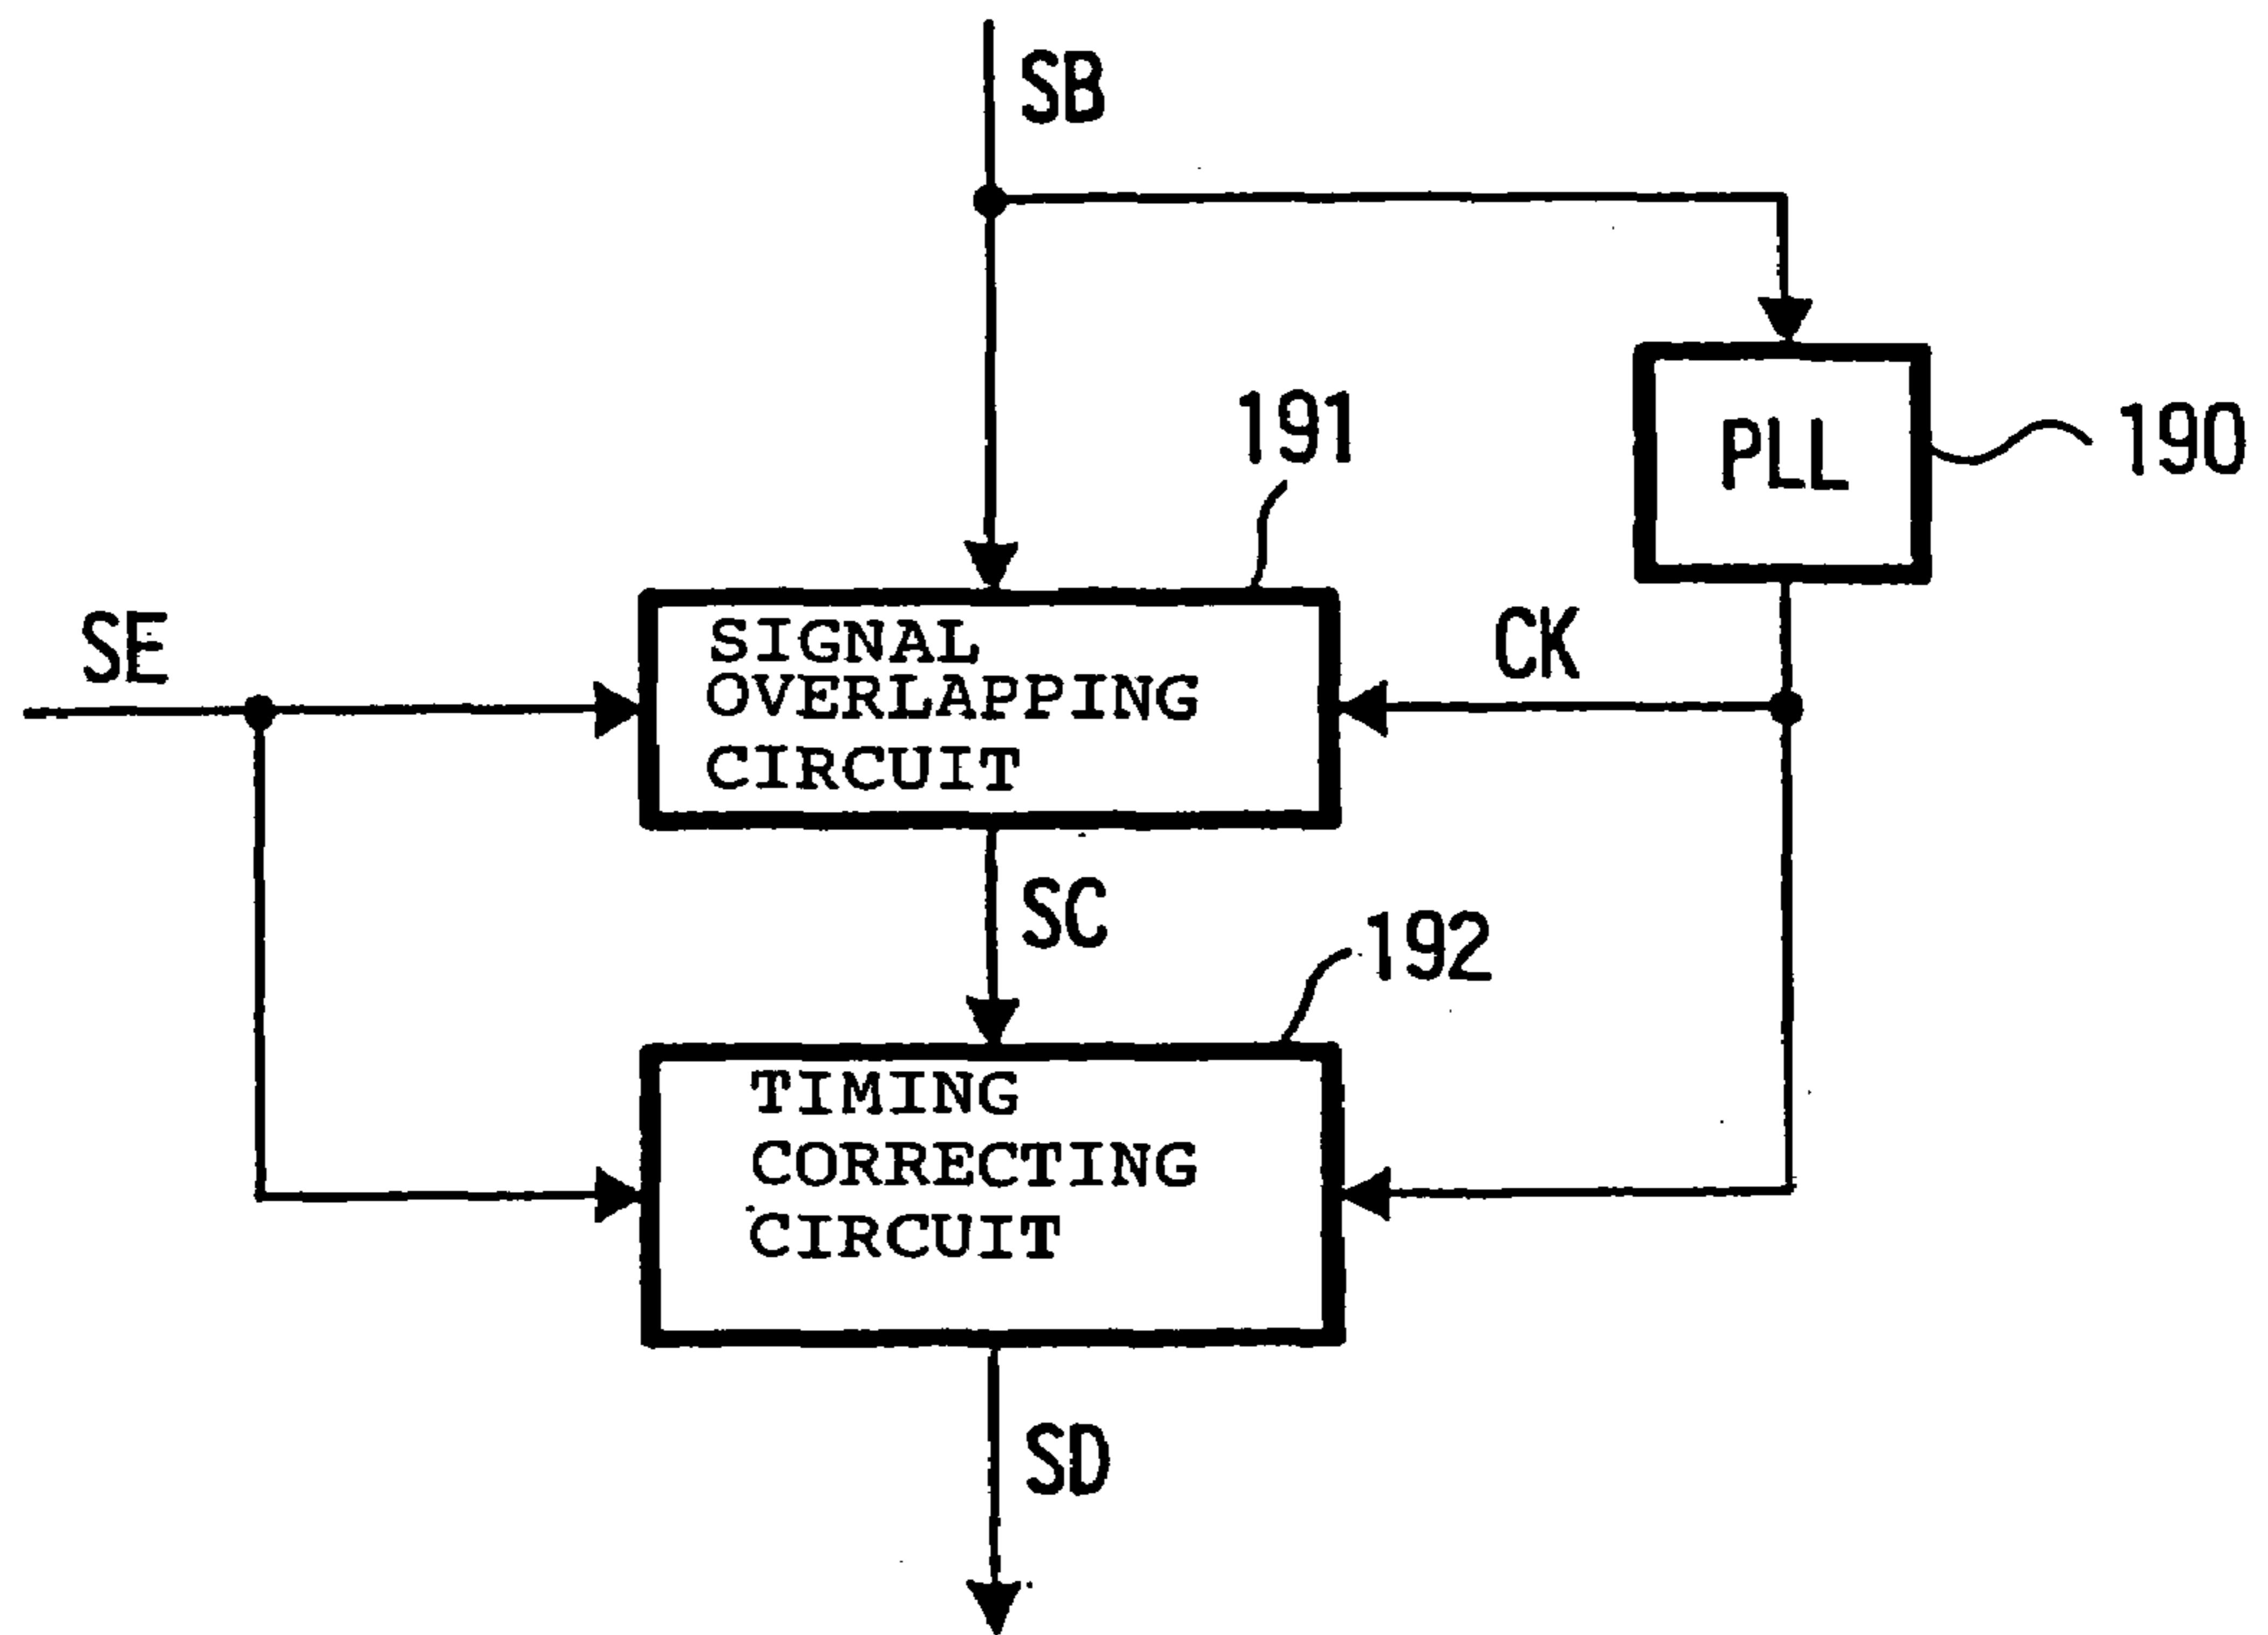 SB
191
PLL
190
SE
SIGNAL
OVERLAPPING
CIRCUIT
CK
SC
192
TIMING
CORRECTING
CIRCUIT
SD